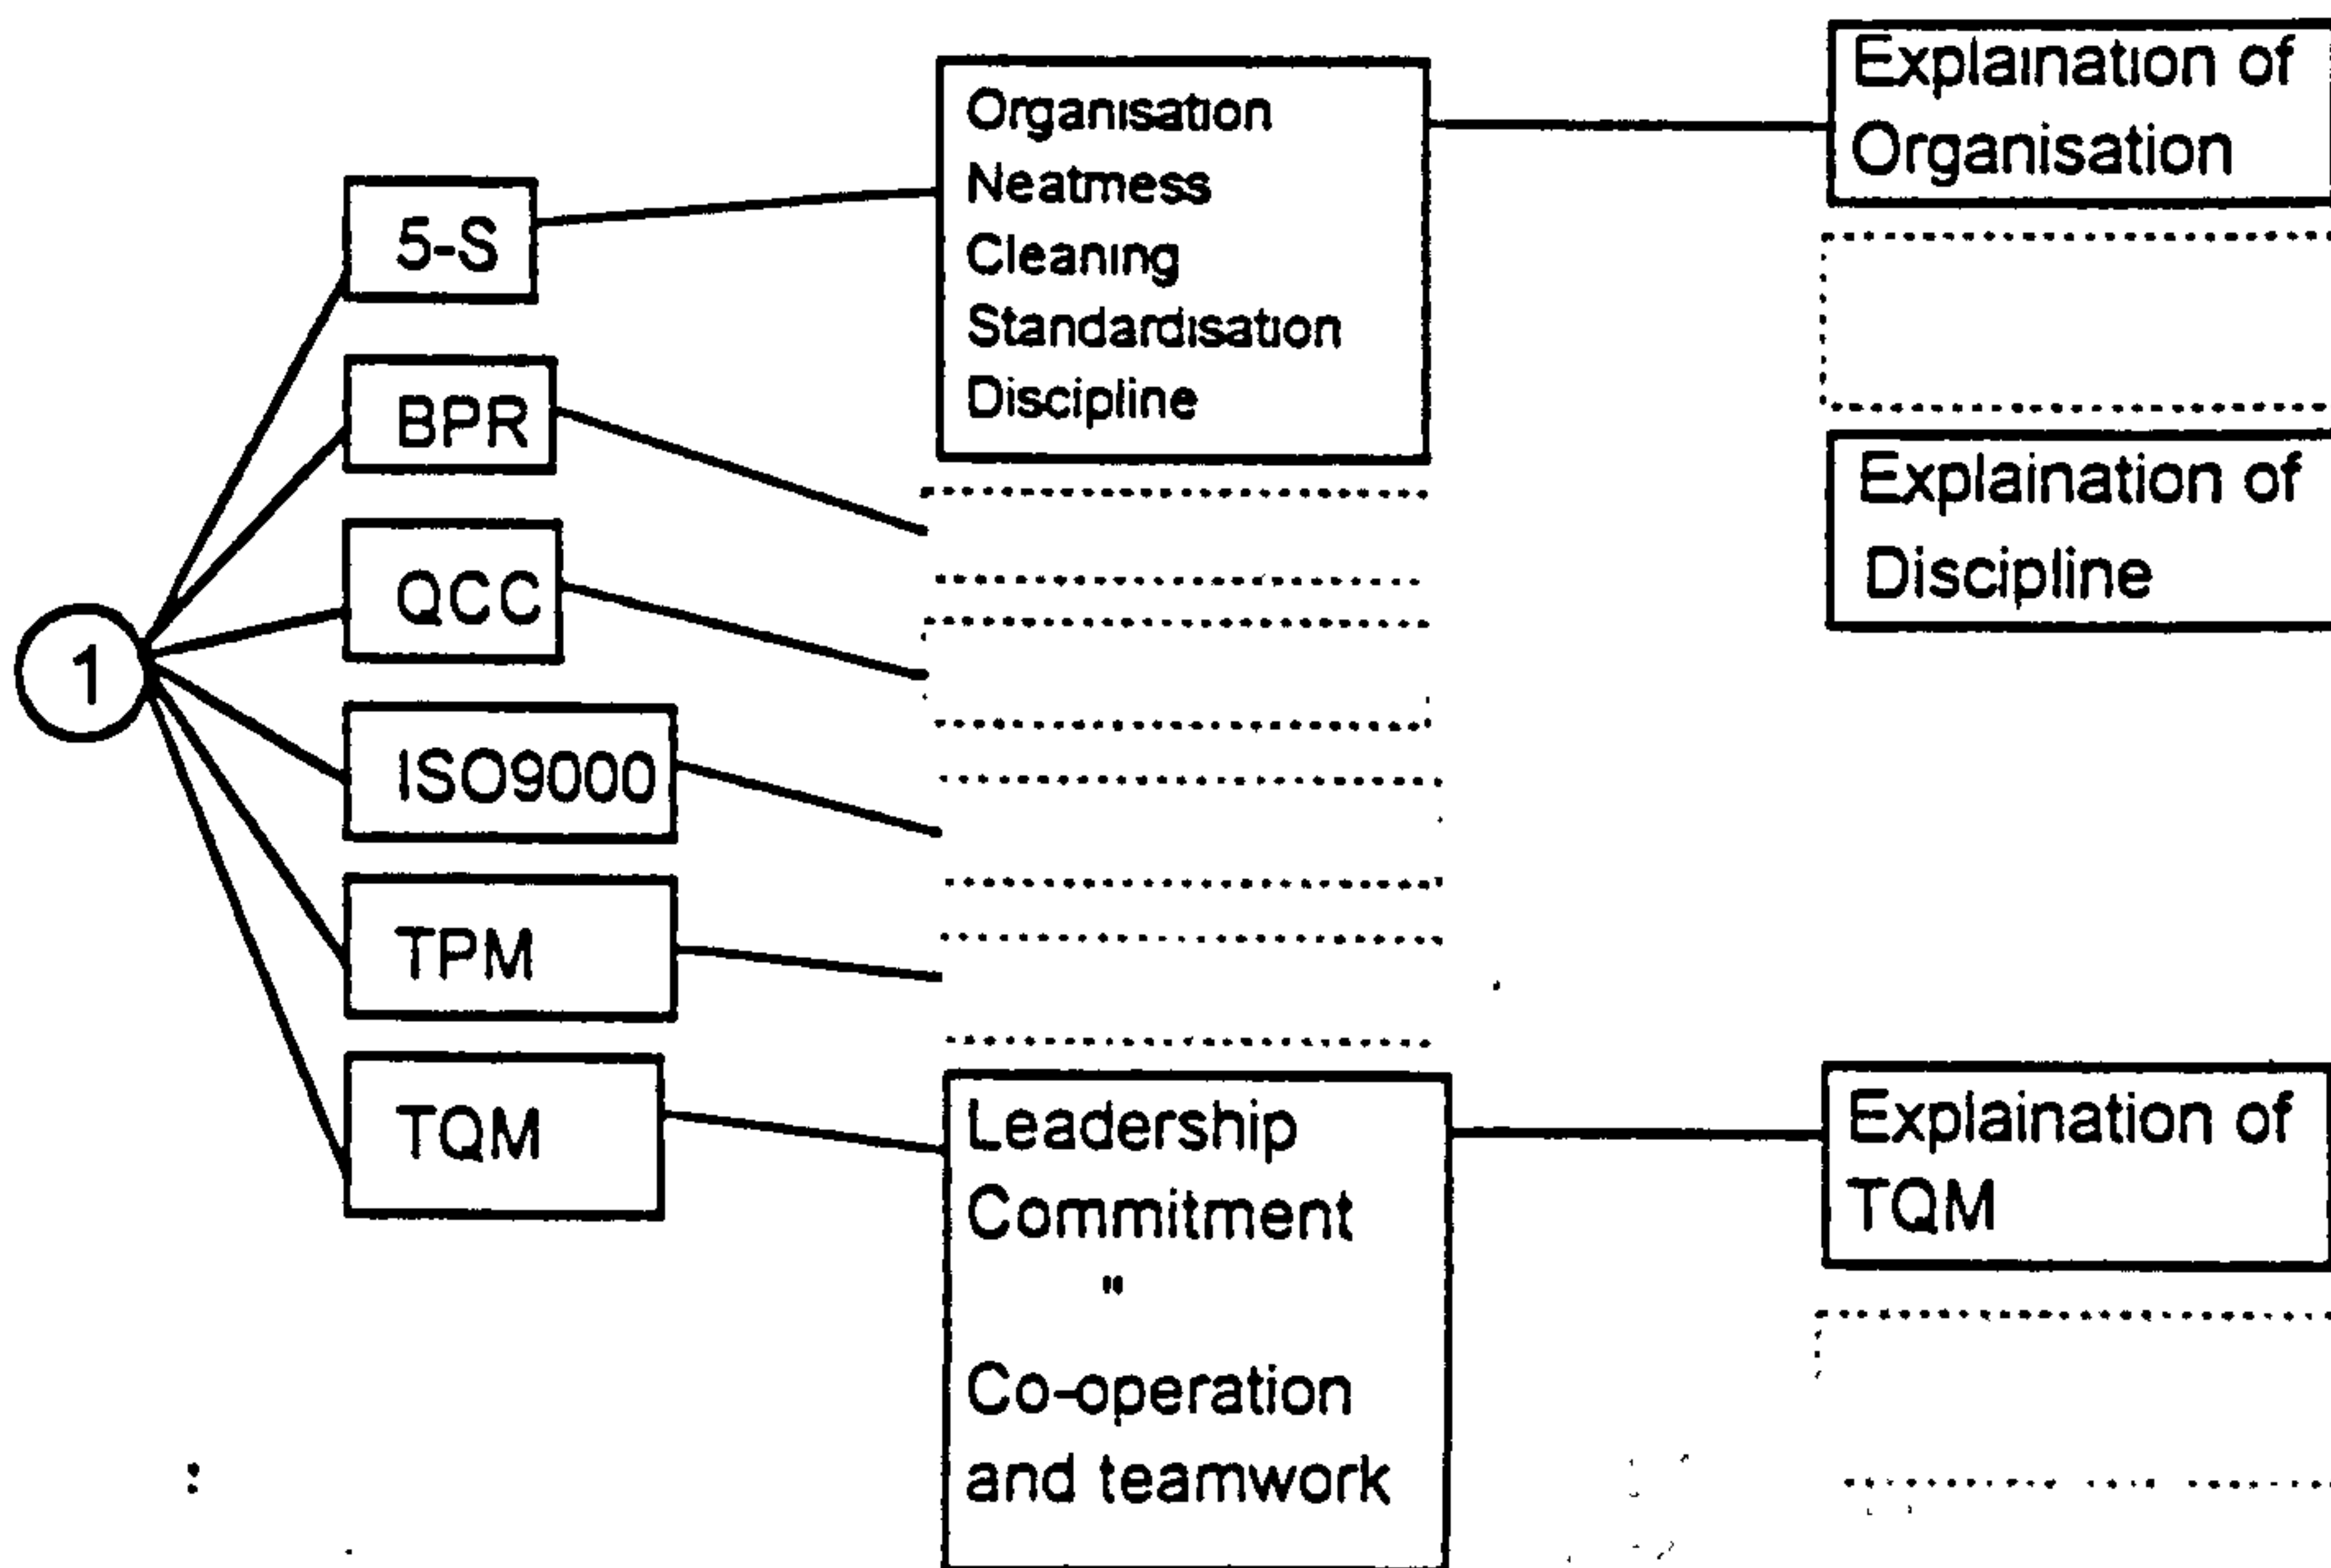 1
5-S
BPR
QCC
ISO9000
TPM
TQM
Organisation
Neatmess
Cleaning
Standardisation
Discipline
Leadership
Commitment
"
Co-operation
and teamwork
Explaination of
Organisation
Explaination of
Discipline
Explaination of
TQM